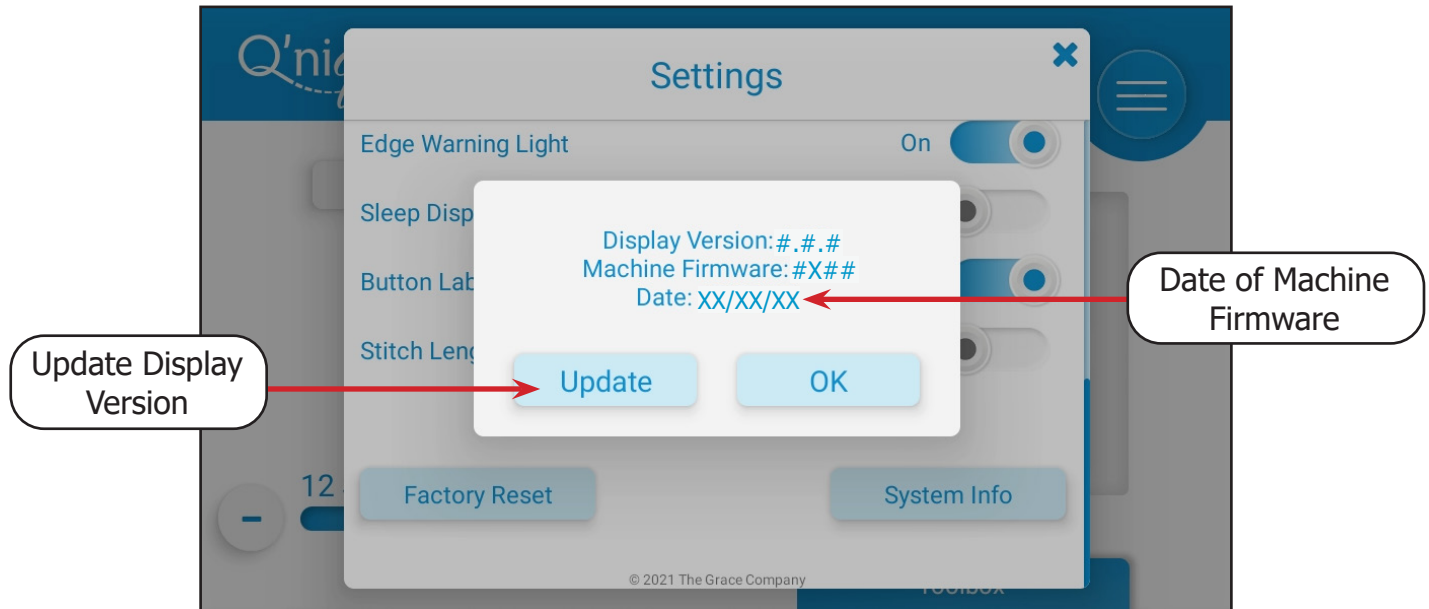 Q'ni
Settings
Edge Warning Light
On
Sleep Disp
Display Version:#.#.#
Machine Firmware:#X##
Date: XX/XX/XX
Button Lab
Date of Machine
Firmware
Stitch Leng
Update Display
Version
Update
OK
12
Factory Reset
System Info
-
© 2021 The Grace Company
Toolbox